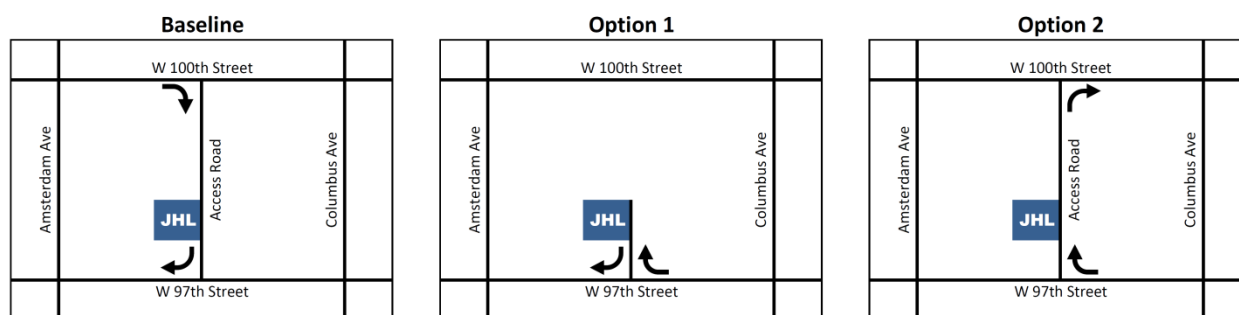 Baseline
W 100th Street
Amsterdam Ave
Access Road
Columbus Ave
JHL
W 97th Street
Option 1
W 100th Street
Amsterdam Ave
Columbus Ave
JHL
W 97th Street
Option 2
W 100th Street
Amsterdam Ave
Access Road
Columbus Ave
JHL
W 97th Street